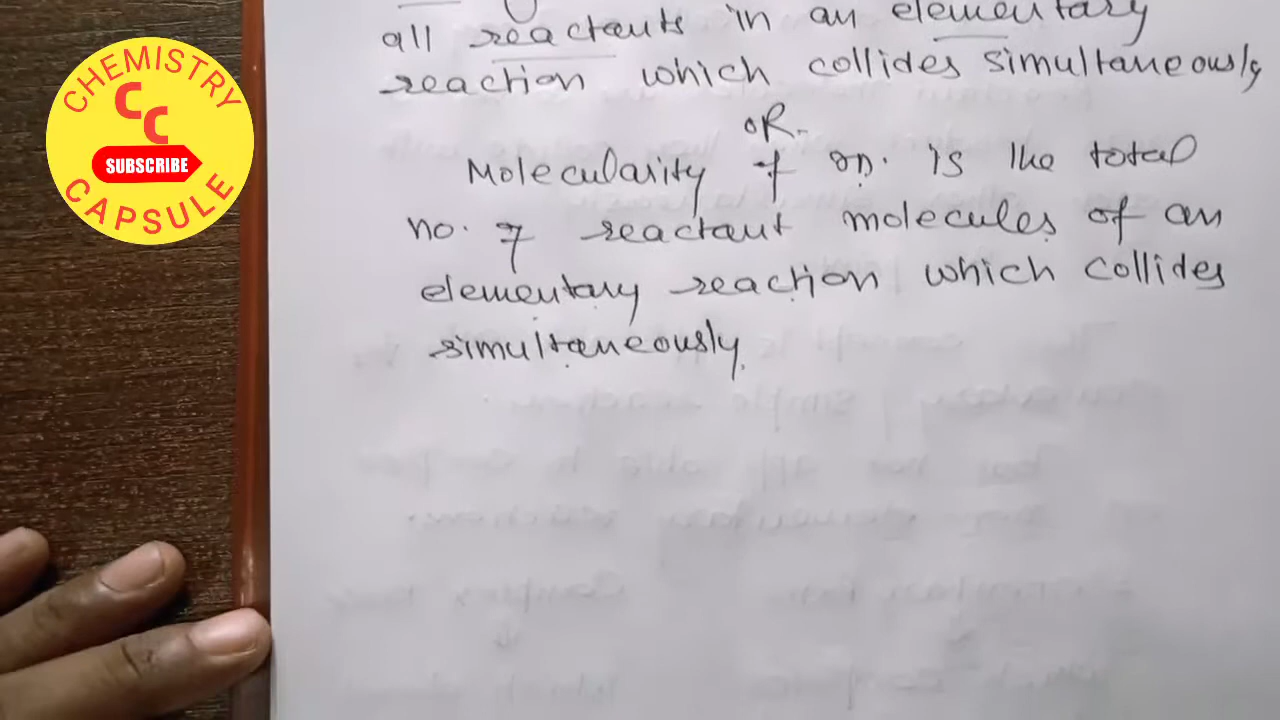 CHEMISTRY
CC
SUBSCRIBE
CAPSULE
all reactants in an elementary
reaction which collides simultaneously
OR
Molecularity of rxn. is the total
no. of reactant molecules of an
elementary reaction which collides
simultaneously.